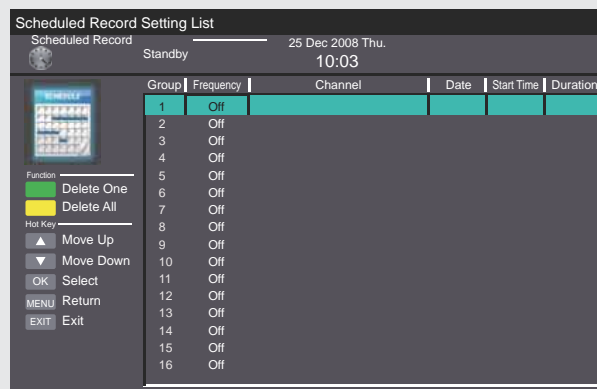 Scheduled Record Setting List
Scheduled Record
Standby
25 Dec 2008 Thu.
10:03
SCHEDULE
Group Frequency Channel Date Start Time Duration
1 Off
2 Off
3 Off
4 Off
5 Off
6 Off
7 Off
8 Off
9 Off
10 Off
11 Off
12 Off
13 Off
14 Off
15 Off
16 Off
Function
Delete One
Delete All
Hot Key
Move Up
Move Down
OK Select
MENU Return
EXIT Exit